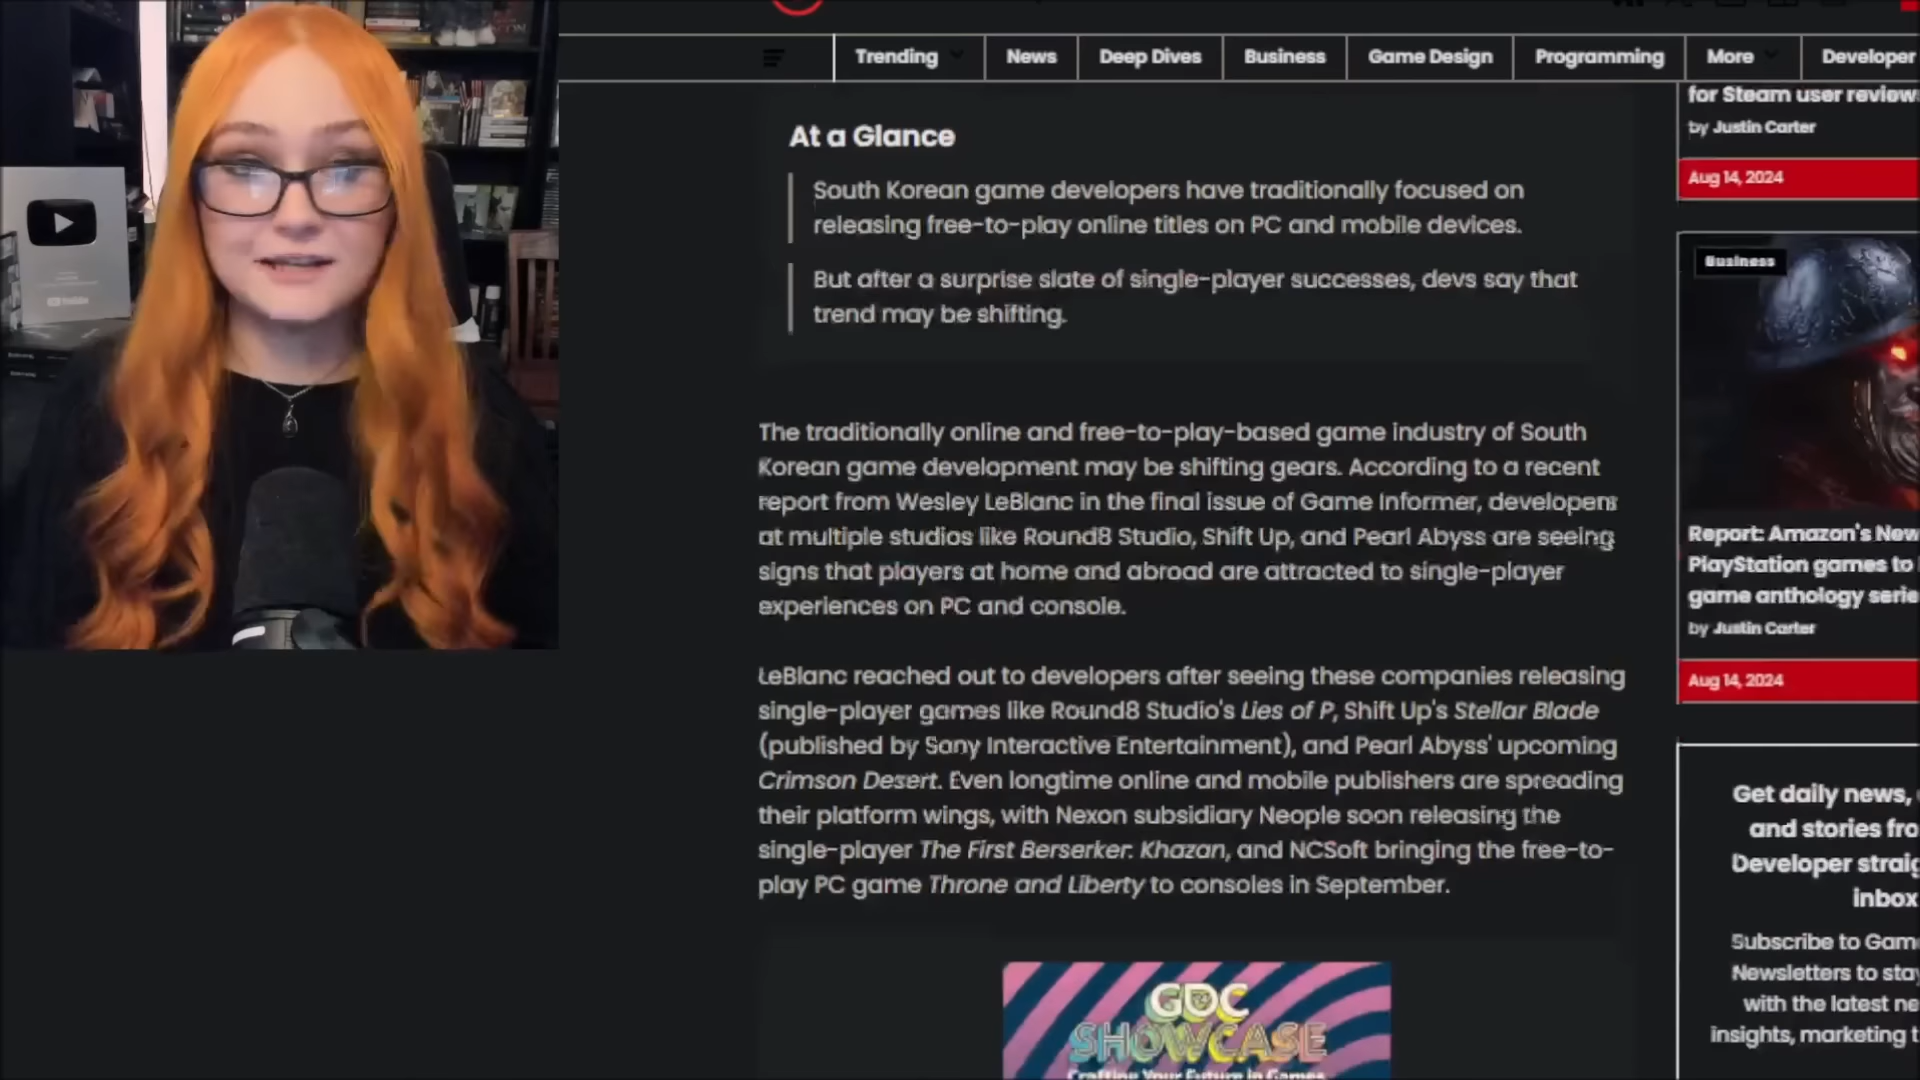 Trending
News
Deep Dives
Business
Game Design
Programming
More
Developer
At a Glance
South Korean game developers have traditionally focused on
releasing free-to-play online titles on PC and mobile devices.
But after a surprise slate of single-player successes, devs say that
trend may be shifting.
The traditionally online and free-to-play-based game industry of South
Korean game development may be shifting gears. According to a recent
report from Wesley LeBlanc in the final issue of Game Informer, developers
at multiple studios like Round8 Studio, Shift Up, and Pearl Abyss are seeing
signs that players at home and abroad are attracted to single-player
experiences on PC and console.
LeBlanc reached out to developers after seeing these companies releasing
single-player games like Round8 Studio's Lies of P, Shift Up's Stellar Blade
(published by Sony Interactive Entertainment), and Pearl Abyss' upcoming
Crimson Desert. Even longtime online and mobile publishers are spreading
their platform wings, with Nexon subsidiary Neople soon releasing the
single-player The First Berserker: Khazan, and NCSoft bringing the free-to-
play PC game Throne and Liberty to consoles in September.
GDC
SHOWCASE
Crafting Your Future in Games
for Steam user review
by Justin Carter
Aug 14, 2024
Business
Report: Amazon's New
PlayStation games to
game anthology serie
by Justin Carter
Aug 14, 2024
Get daily news,
and stories fro
Developer straig
inbox
Subscribe to Gam
Newsletters to stay
with the latest ne
insights, marketing t
YouTube